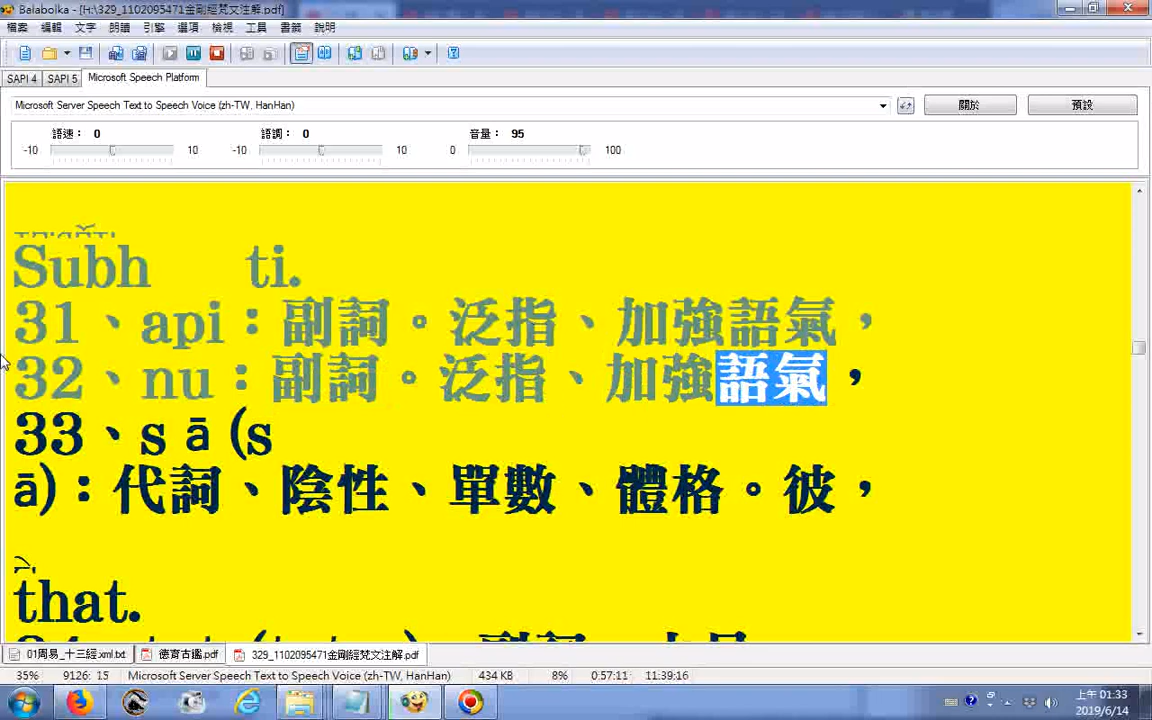 Balabolka - [H:\329_1102095471金剛經梵文注解.pdf]
檔案 編輯 文字 朗讀 引擎 選項 檢視 工具 書籤 說明
SAPI 4 SAPI 5 Microsoft Speech Platform
Microsoft Server Speech Text to Speech Voice (zh-TW, HanHan) 關於 預設
語速： 0 語調： 0 音量： 95
-10 10 -10 10 0 100
Subh ti.
31、api：副詞。泛指、加強語氣，
32、nu：副詞。泛指、加強語氣，
33、s ā (s
ā)：代詞、陰性、單數、體格。彼，
that.
01周易_十三經.xml.txt 德育古鑑.pdf 329_1102095471金剛經梵文注解.pdf
35% 9126: 15 Microsoft Server Speech Text to Speech Voice (zh-TW, HanHan) 434 KB 8% 0:57:11 11:39:16
上午 01:33
2019/6/14